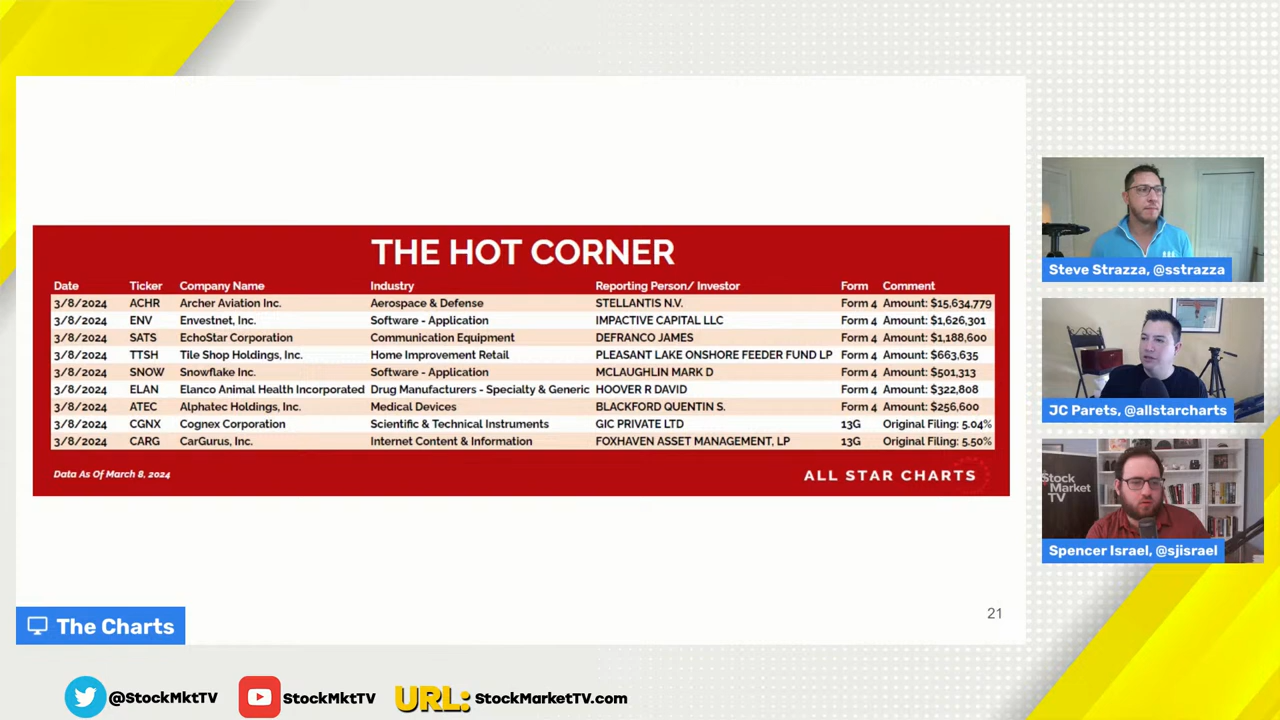 THE HOT CORNER
Date Ticker Company Name Industry Reporting Person/ Investor Form Comment
3/8/2024 ACHR Archer Aviation Inc. Aerospace & Defense STELLANTIS N.V. Form 4 Amount: $15,634,779
3/8/2024 ENV Envestnet, Inc. Software - Application IMPACTIVE CAPITAL LLC Form 4 Amount: $1,626,301
3/8/2024 SATS EchoStar Corporation Communication Equipment DEFRANCO JAMES Form 4 Amount: $1,188,600
3/8/2024 TTSH Tile Shop Holdings, Inc. Home Improvement Retail PLEASANT LAKE ONSHORE FEEDER FUND LP Form 4 Amount: $663,635
3/8/2024 SNOW Snowflake Inc. Software - Application MCLAUGHLIN MARK D Form 4 Amount: $501,313
3/8/2024 ELAN Elanco Animal Health Incorporated Drug Manufacturers - Specialty & Generic HOOVER R DAVID Form 4 Amount: $322,808
3/8/2024 ATEC Alphatec Holdings, Inc. Medical Devices BLACKFORD QUENTIN S. Form 4 Amount: $256,600
3/8/2024 CGNX Cognex Corporation Scientific & Technical Instruments GIC PRIVATE LTD 13G Original Filing: 5.04%
3/8/2024 CARG CarGurus, Inc. Internet Content & Information FOXHAVEN ASSET MANAGEMENT, LP 13G Original Filing: 5.50%
Data As Of March 8, 2024
ALL STAR CHARTS
21
The Charts
Steve Strazza, @sstrazza
JC Parets, @allstarcharts
Stock
Market
TV
Spencer Israel, @sjisrael
@StockMktTV
StockMktTV
URL: StockMarketTV.com